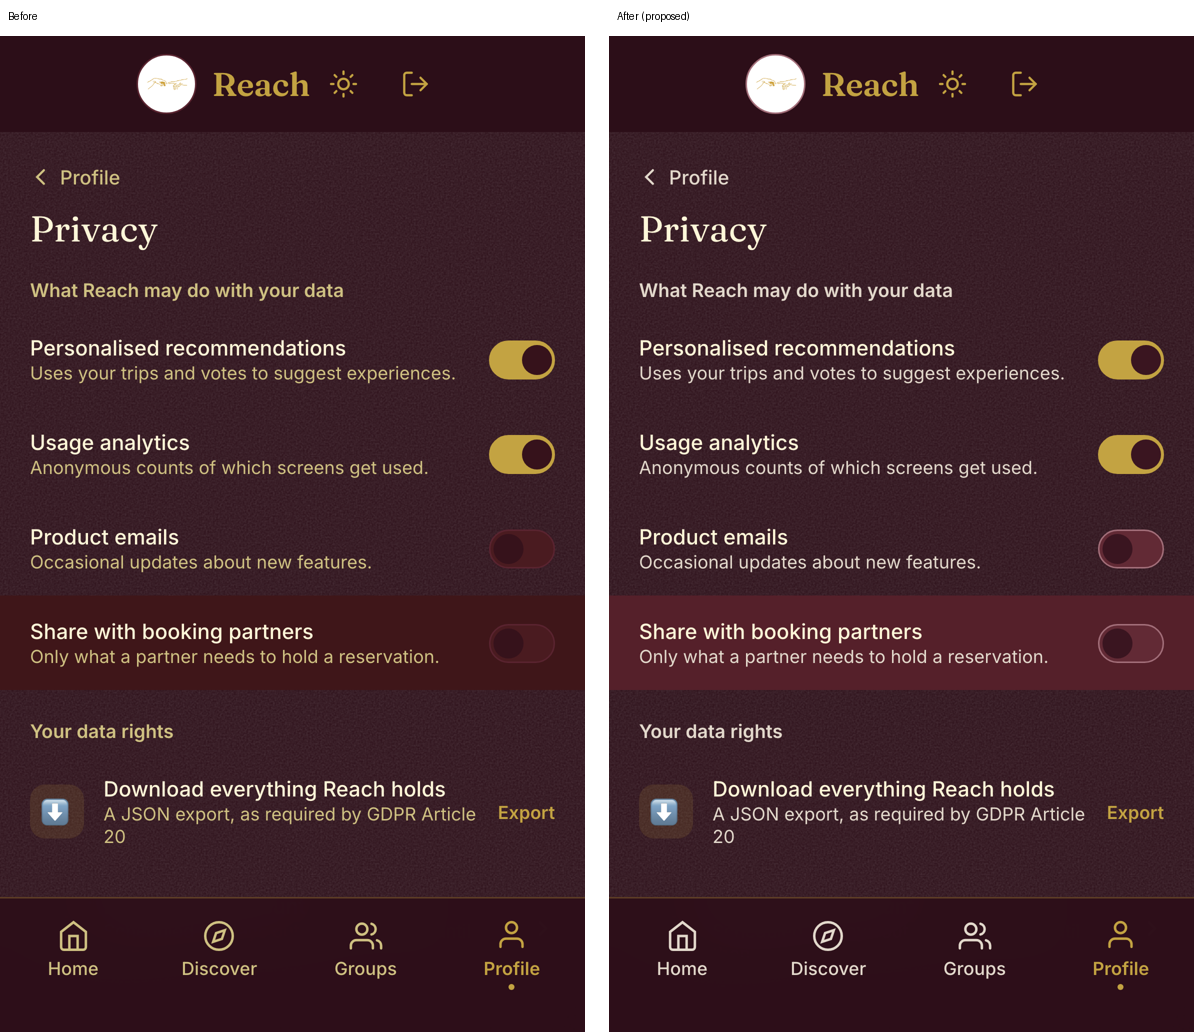 Before
Reach
Profile
Privacy
What Reach may do with your data
Personalised recommendations
Uses your trips and votes to suggest experiences.
Usage analytics
Anonymous counts of which screens get used.
Product emails
Occasional updates about new features.
Share with booking partners
Only what a partner needs to hold a reservation.
Your data rights
Download everything Reach holds
A JSON export, as required by GDPR Article
20
Export
Home
Discover
Groups
Profile
After (proposed)
Reach
Profile
Privacy
What Reach may do with your data
Personalised recommendations
Uses your trips and votes to suggest experiences.
Usage analytics
Anonymous counts of which screens get used.
Product emails
Occasional updates about new features.
Share with booking partners
Only what a partner needs to hold a reservation.
Your data rights
Download everything Reach holds
A JSON export, as required by GDPR Article
20
Export
Home
Discover
Groups
Profile